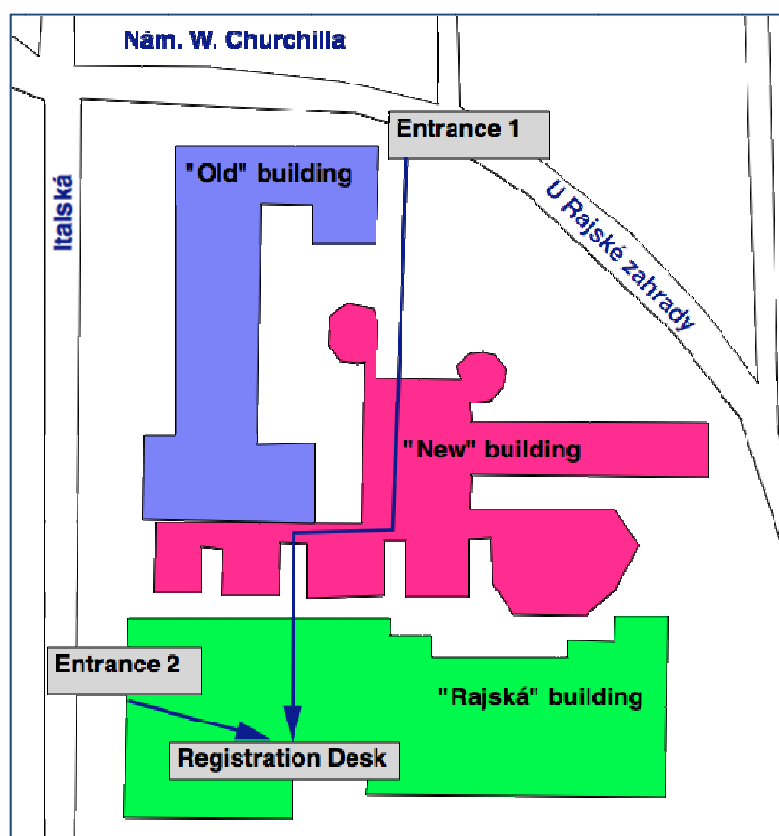 Nám. W. Churchilla
Entrance 1
"Old" building
Italská
U Rajské zahrady
"New" building
Entrance 2
"Rajská" building
Registration Desk